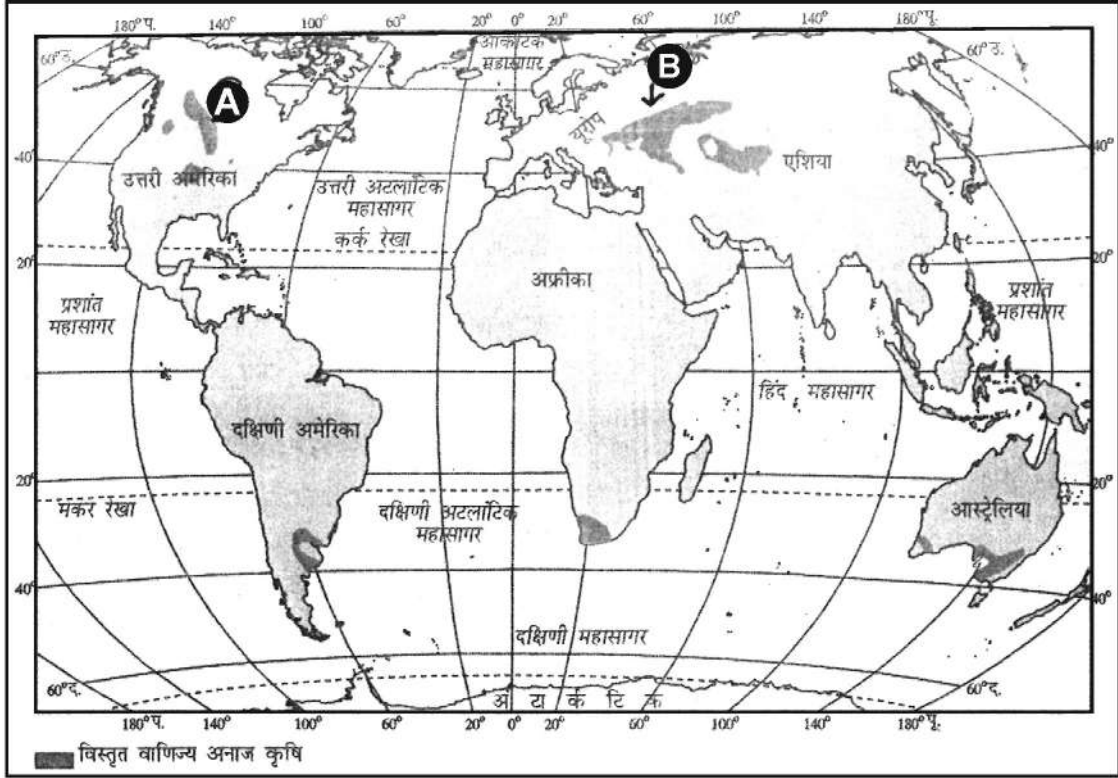 180°प. 140° 100° 60° 20° 0° 20° 60° 100° 140° 180°पू.
आर्कटिक
महासागर
60°उ.
60°उ.
A
B
यूरोप
एशिया
40°
40°
उत्तरी अमेरिका
उत्तरी अटलांटिक
महासागर
कर्क रेखा
20°
20°
अफ्रीका
प्रशांत
महासागर
प्रशांत
महासागर
0°
हिंद महासागर
दक्षिणी अमेरिका
20°
20°
मकर रेखा
दक्षिणी अटलांटिक
महासागर
आस्ट्रेलिया
40°
40°
दक्षिणी महासागर
60°द.
60°द.
अंटार्कटिक
180°प. 140° 100° 60° 20° 0° 20° 60° 100° 140° 180°पू.
विस्तृत वाणिज्य अनाज कृषि